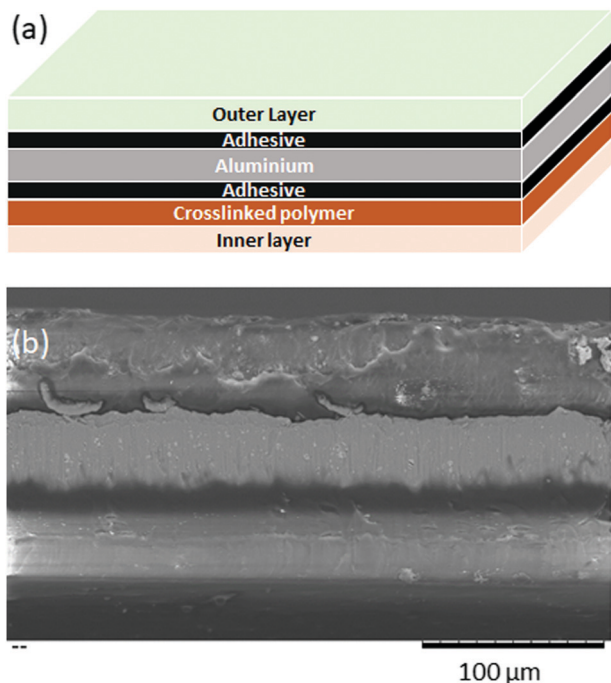 (a)
Outer Layer
Adhesive
Aluminium
Adhesive
Crosslinked polymer
Inner layer
(b)
--
100 μm